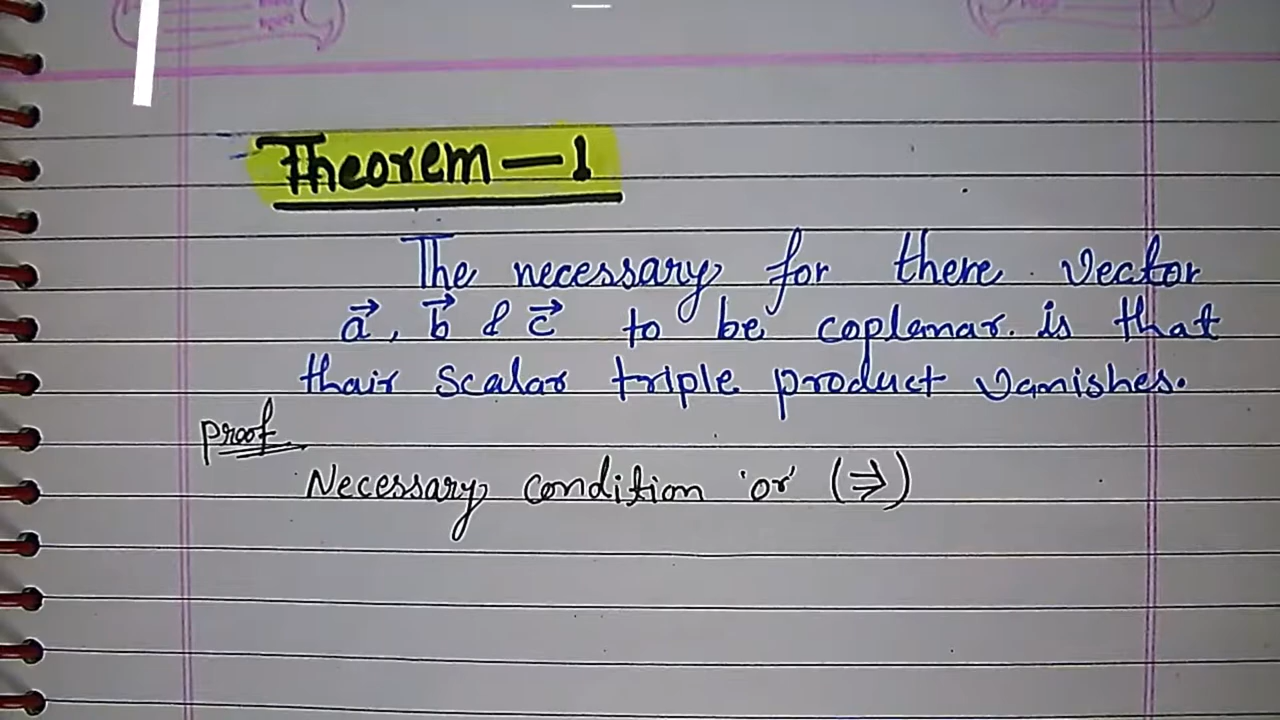 Theorem-1
The necessary for there vector
a⃗, b⃗ & c⃗ to be coplanar. is that
thair scalar triple product vanishes.
Proof
Necessary condition 'or' (⇒)